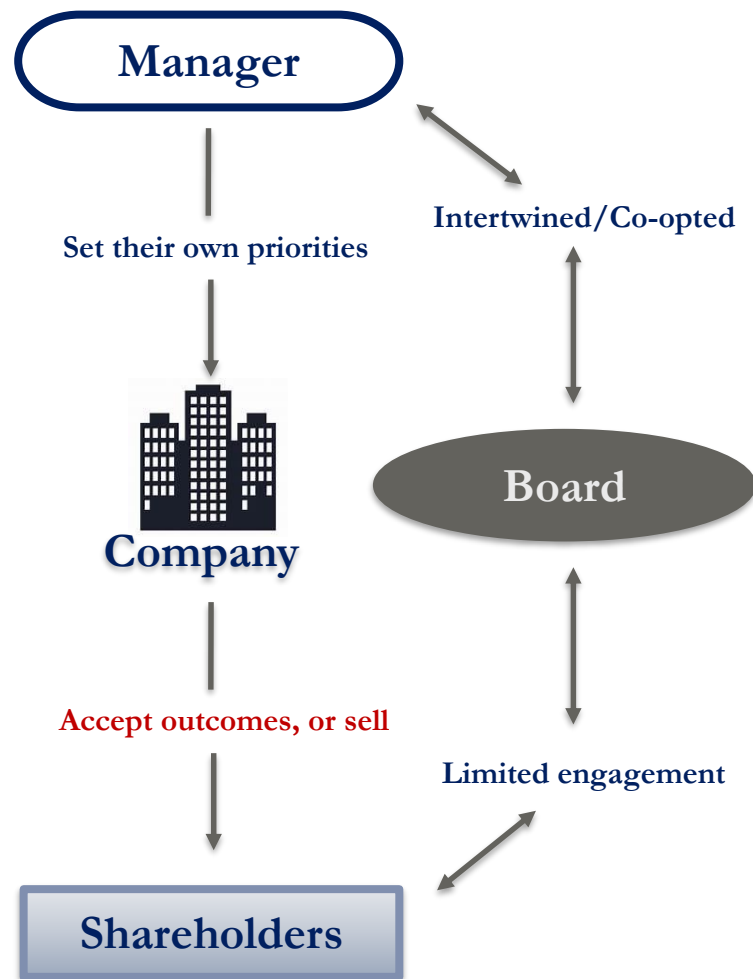 Manager
Set their own priorities
Intertwined/Co-opted
Company
Board
Accept outcomes, or sell
Limited engagement
Shareholders